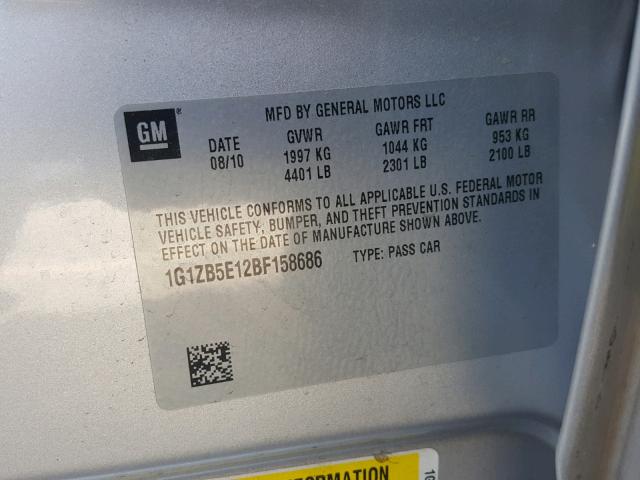 MFD BY GENERAL MOTORS LLC
GM®
DATE GVWR GAWR FRT GAWR RR
08/10 1997 KG 1044 KG 953 KG
4401 LB 2301 LB 2100 LB
THIS VEHICLE CONFORMS TO ALL APPLICABLE U.S. FEDERAL MOTOR
VEHICLE SAFETY, BUMPER, AND THEFT PREVENTION STANDARDS IN
EFFECT ON THE DATE OF MANUFACTURE SHOWN ABOVE.
1G1ZB5E12BF158686 TYPE: PASS CAR